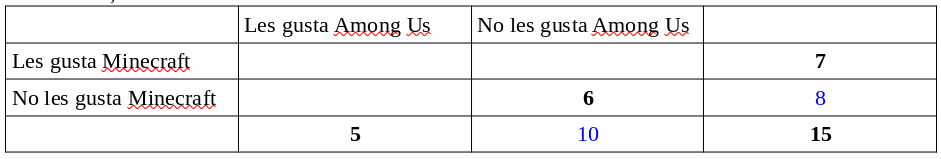 Les gusta Among Us No les gusta Among Us
Les gusta Minecraft 7
No les gusta Minecraft 6 8
5 10 15